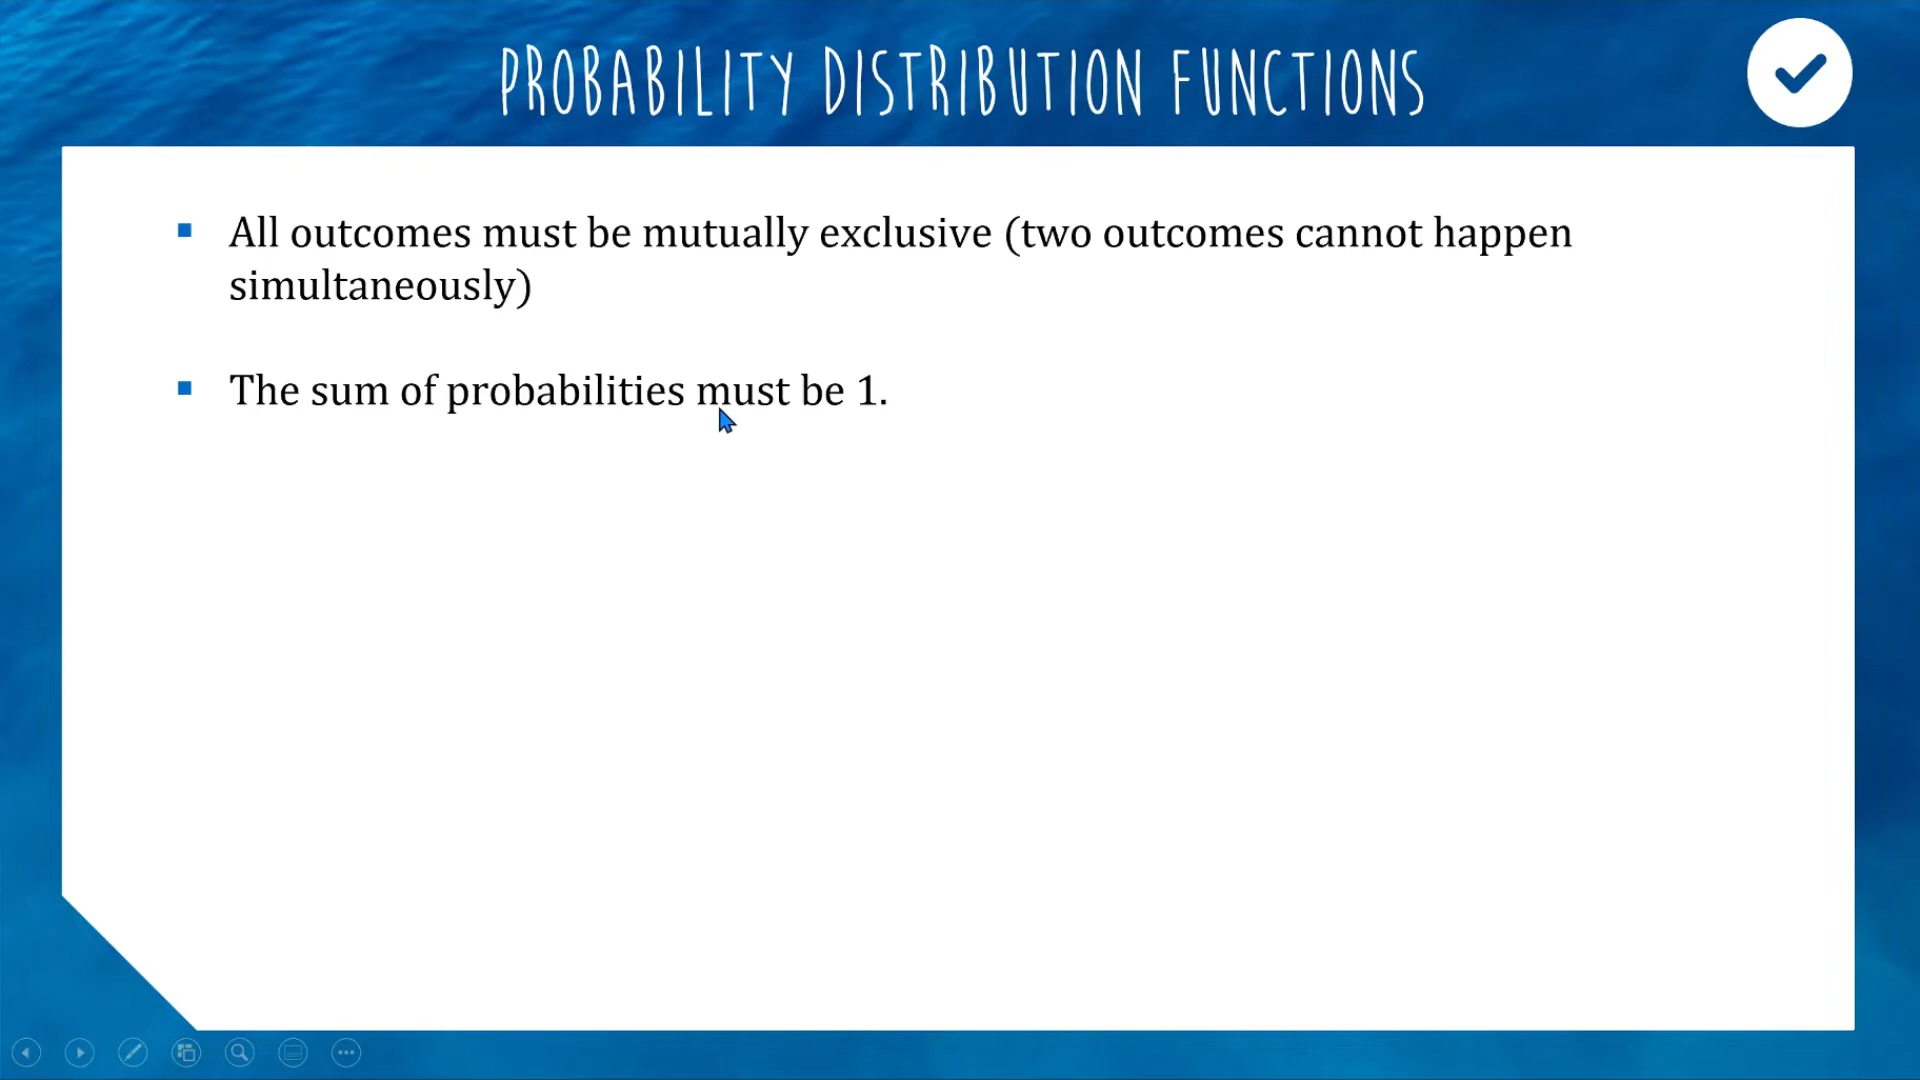 PROBABILITY DISTRIBUTION FUNCTIONS
▪ All outcomes must be mutually exclusive (two outcomes cannot happen
simultaneously)
▪ The sum of probabilities must be 1.